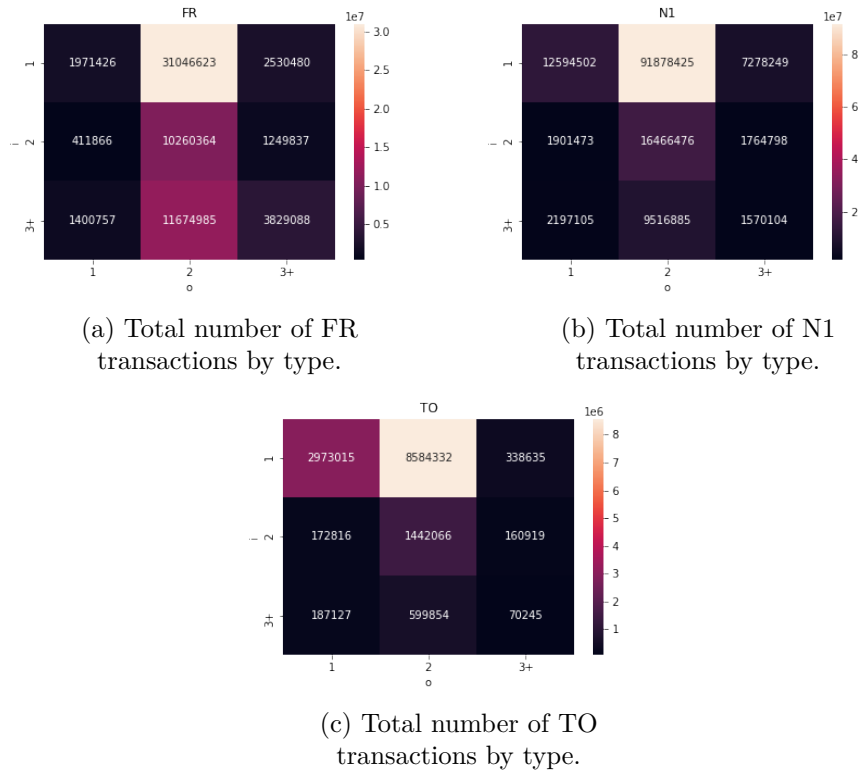 FR
1e7
1 1971426 31046623 2530480
i 2 411866 10260364 1249837
3+ 1400757 11674985 3829088
1 2 3+
o
3.0
2.5
2.0
1.5
1.0
0.5
(a) Total number of FR
transactions by type.
N1
1e7
1 12594502 91878425 7278249
i 2 1901473 16466476 1764798
3+ 2197105 9516885 1570104
1 2 3+
o
8
6
4
2
(b) Total number of N1
transactions by type.
TO
1e6
1 2973015 8584332 338635
i 2 172816 1442066 160919
3+ 187127 599854 70245
1 2 3+
o
8
7
6
5
4
3
2
1
(c) Total number of TO
transactions by type.